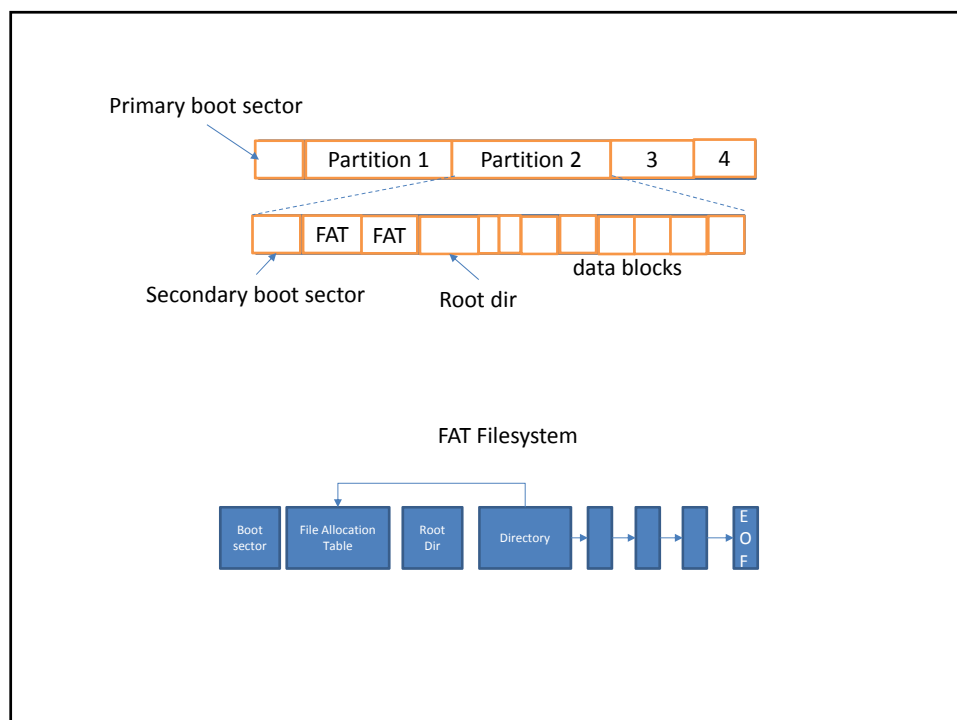 Primary boot sector
Partition 1 Partition 2 3 4
FAT FAT
data blocks
Secondary boot sector Root dir
FAT Filesystem
Boot sector
File Allocation Table
Root Dir
Directory
E
O
F